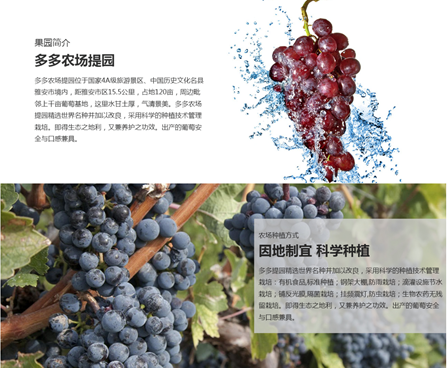 果园简介
多多农场提园
多多农场提园位于国家4A级旅游景区、中国历史文化名县
雅安市境内，距雅安市区15.5公里，占地120亩，周边毗
邻上千亩葡萄基地，这里水甘土厚，气清景美。多多农场
提园精选世界名种并加以改良，采用科学的种植技术管理
栽培。即得生态之地利，又兼养护之功效。出产的葡萄安
全与口感兼具。
农场种植方式
因地制宜 科学种植
多多提园精选世界名种并加以改良，采用科学的种植技术管理
栽培：有机食品,标准种植；钢架大棚,防雨栽培；滴灌设施节水
栽培；铺反光膜,隔菌栽培；挂频振灯,防虫栽培；生物农药无残
留栽培。即得生态之地利，又兼养护之功效。出产的葡萄安全
与口感兼具。